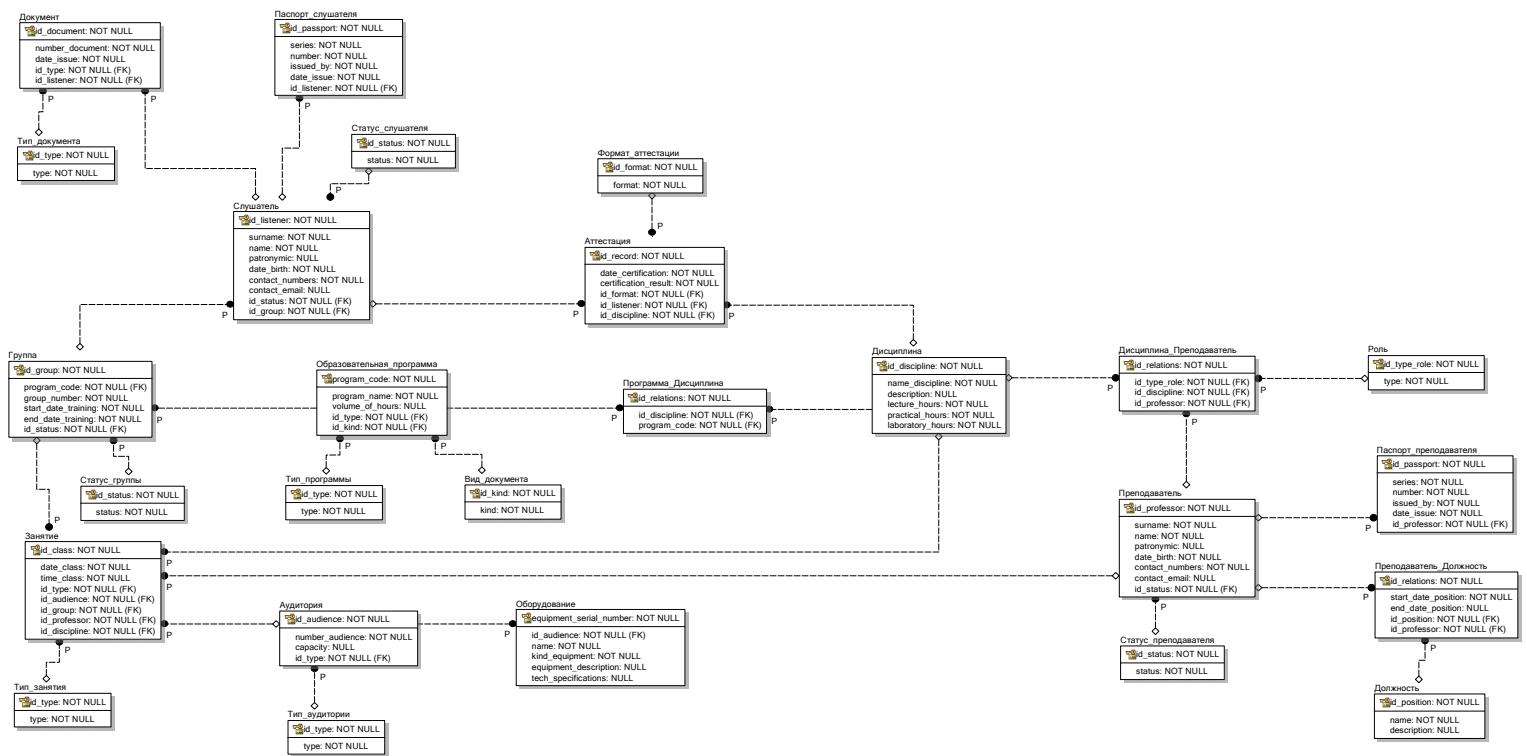 Документ
id_document: NOT NULL
number_document: NOT NULL
date_issue: NOT NULL
id_type: NOT NULL (FK)
id_listener: NOT NULL (FK)
P
P
Паспорт_слушателя
id_passport: NOT NULL
series: NOT NULL
number: NOT NULL
issued_by: NOT NULL
date_issue: NOT NULL
id_listener: NOT NULL (FK)
P
Тип_документа
id_type: NOT NULL
type: NOT NULL
Статус_слушателя
id_status: NOT NULL
status: NOT NULL
P
Формат_аттестации
id_format: NOT NULL
format: NOT NULL
P
Слушатель
id_listener: NOT NULL
surname: NOT NULL
name: NOT NULL
patronymic: NULL
date_birth: NOT NULL
contact_numbers: NOT NULL
contact_email: NULL
id_status: NOT NULL (FK)
id_group: NOT NULL (FK)
P
Аттестация
id_record: NOT NULL
date_certification: NOT NULL
certification_result: NOT NULL
id_format: NOT NULL (FK)
id_listener: NOT NULL (FK)
id_discipline: NOT NULL (FK)
P
P
Группа
id_group: NOT NULL
program_code: NOT NULL (FK)
group_number: NOT NULL
start_date_training: NOT NULL
end_date_training: NOT NULL
id_status: NOT NULL (FK)
P
P
Образовательная_программа
program_code: NOT NULL
program_name: NOT NULL
volume_of_hours: NULL
id_type: NOT NULL (FK)
id_kind: NOT NULL (FK)
P
P
Программа_Дисциплина
id_relations: NOT NULL
id_discipline: NOT NULL (FK)
program_code: NOT NULL (FK)
P
P
Дисциплина
id_discipline: NOT NULL
name_discipline: NOT NULL
description: NULL
lecture_hours: NOT NULL
practical_hours: NOT NULL
laboratory_hours: NOT NULL
Дисциплина_Преподаватель
id_relations: NOT NULL
id_type_role: NOT NULL (FK)
id_discipline: NOT NULL (FK)
id_professor: NOT NULL (FK)
P
P
P
Роль
id_type_role: NOT NULL
type: NOT NULL
Статус_группы
id_status: NOT NULL
status: NOT NULL
Тип_программы
id_type: NOT NULL
type: NOT NULL
Вид_документа
id_kind: NOT NULL
kind: NOT NULL
Паспорт_преподавателя
id_passport: NOT NULL
series: NOT NULL
number: NOT NULL
issued_by: NOT NULL
date_issue: NOT NULL
id_professor: NOT NULL (FK)
P
Преподаватель
id_professor: NOT NULL
surname: NOT NULL
name: NOT NULL
patronymic: NULL
date_birth: NOT NULL
contact_numbers: NOT NULL
contact_email: NULL
id_status: NOT NULL (FK)
P
P
Занятие
id_class: NOT NULL
date_class: NOT NULL
time_class: NOT NULL
id_type: NOT NULL (FK)
id_audience: NOT NULL (FK)
id_group: NOT NULL (FK)
id_professor: NOT NULL (FK)
id_discipline: NOT NULL (FK)
P
P
P
P
Преподаватель_Должность
id_relations: NOT NULL
start_date_position: NOT NULL
end_date_position: NULL
id_position: NOT NULL (FK)
id_professor: NOT NULL (FK)
P
P
Аудитория
id_audience: NOT NULL
number_audience: NOT NULL
capacity: NULL
id_type: NOT NULL (FK)
P
Оборудование
equipment_serial_number: NOT NULL
id_audience: NOT NULL (FK)
name: NOT NULL
kind_equipment: NOT NULL
equipment_description: NULL
tech_specifications: NULL
P
Статус_преподавателя
id_status: NOT NULL
status: NOT NULL
Тип_занятия
id_type: NOT NULL
type: NOT NULL
Тип_аудитории
id_type: NOT NULL
type: NOT NULL
Должность
id_position: NOT NULL
name: NOT NULL
description: NULL